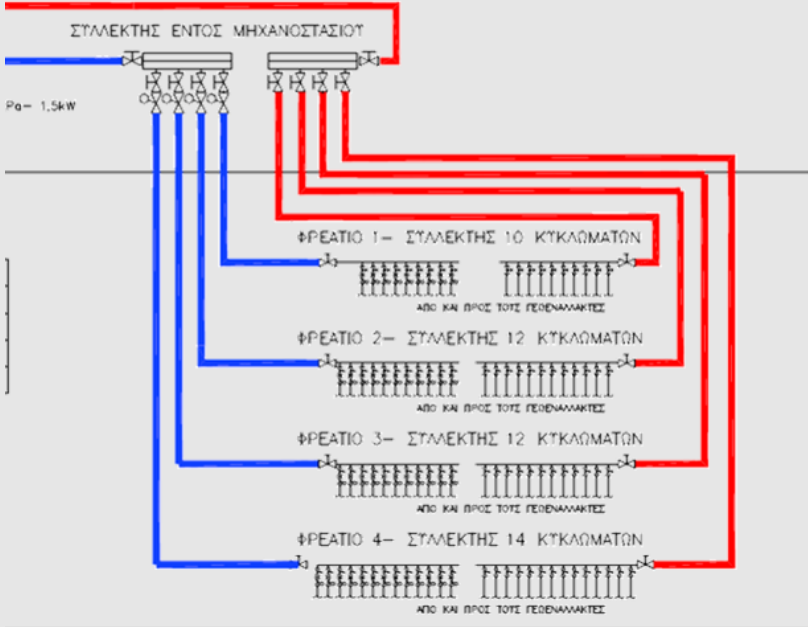 ΣΥΛΛΕΚΤΗΣ ΕΝΤΟΣ ΜΗΧΑΝΟΣΤΑΣΙΟΥ
Pa- 1,5kW
ΦΡΕΑΤΙΟ 1- ΣΥΛΛΕΚΤΗΣ 10 ΚΥΚΛΩΜΑΤΩΝ
ΑΠΟ ΚΑΙ ΠΡΟΣ ΤΟΥΣ ΓΕΩΕΝΑΛΛΑΚΤΕΣ
ΦΡΕΑΤΙΟ 2- ΣΥΛΛΕΚΤΗΣ 12 ΚΥΚΛΩΜΑΤΩΝ
ΑΠΟ ΚΑΙ ΠΡΟΣ ΤΟΥΣ ΓΕΩΕΝΑΛΛΑΚΤΕΣ
ΦΡΕΑΤΙΟ 3- ΣΥΛΛΕΚΤΗΣ 12 ΚΥΚΛΩΜΑΤΩΝ
ΑΠΟ ΚΑΙ ΠΡΟΣ ΤΟΥΣ ΓΕΩΕΝΑΛΛΑΚΤΕΣ
ΦΡΕΑΤΙΟ 4- ΣΥΛΛΕΚΤΗΣ 14 ΚΥΚΛΩΜΑΤΩΝ
ΑΠΟ ΚΑΙ ΠΡΟΣ ΤΟΥΣ ΓΕΩΕΝΑΛΛΑΚΤΕΣ